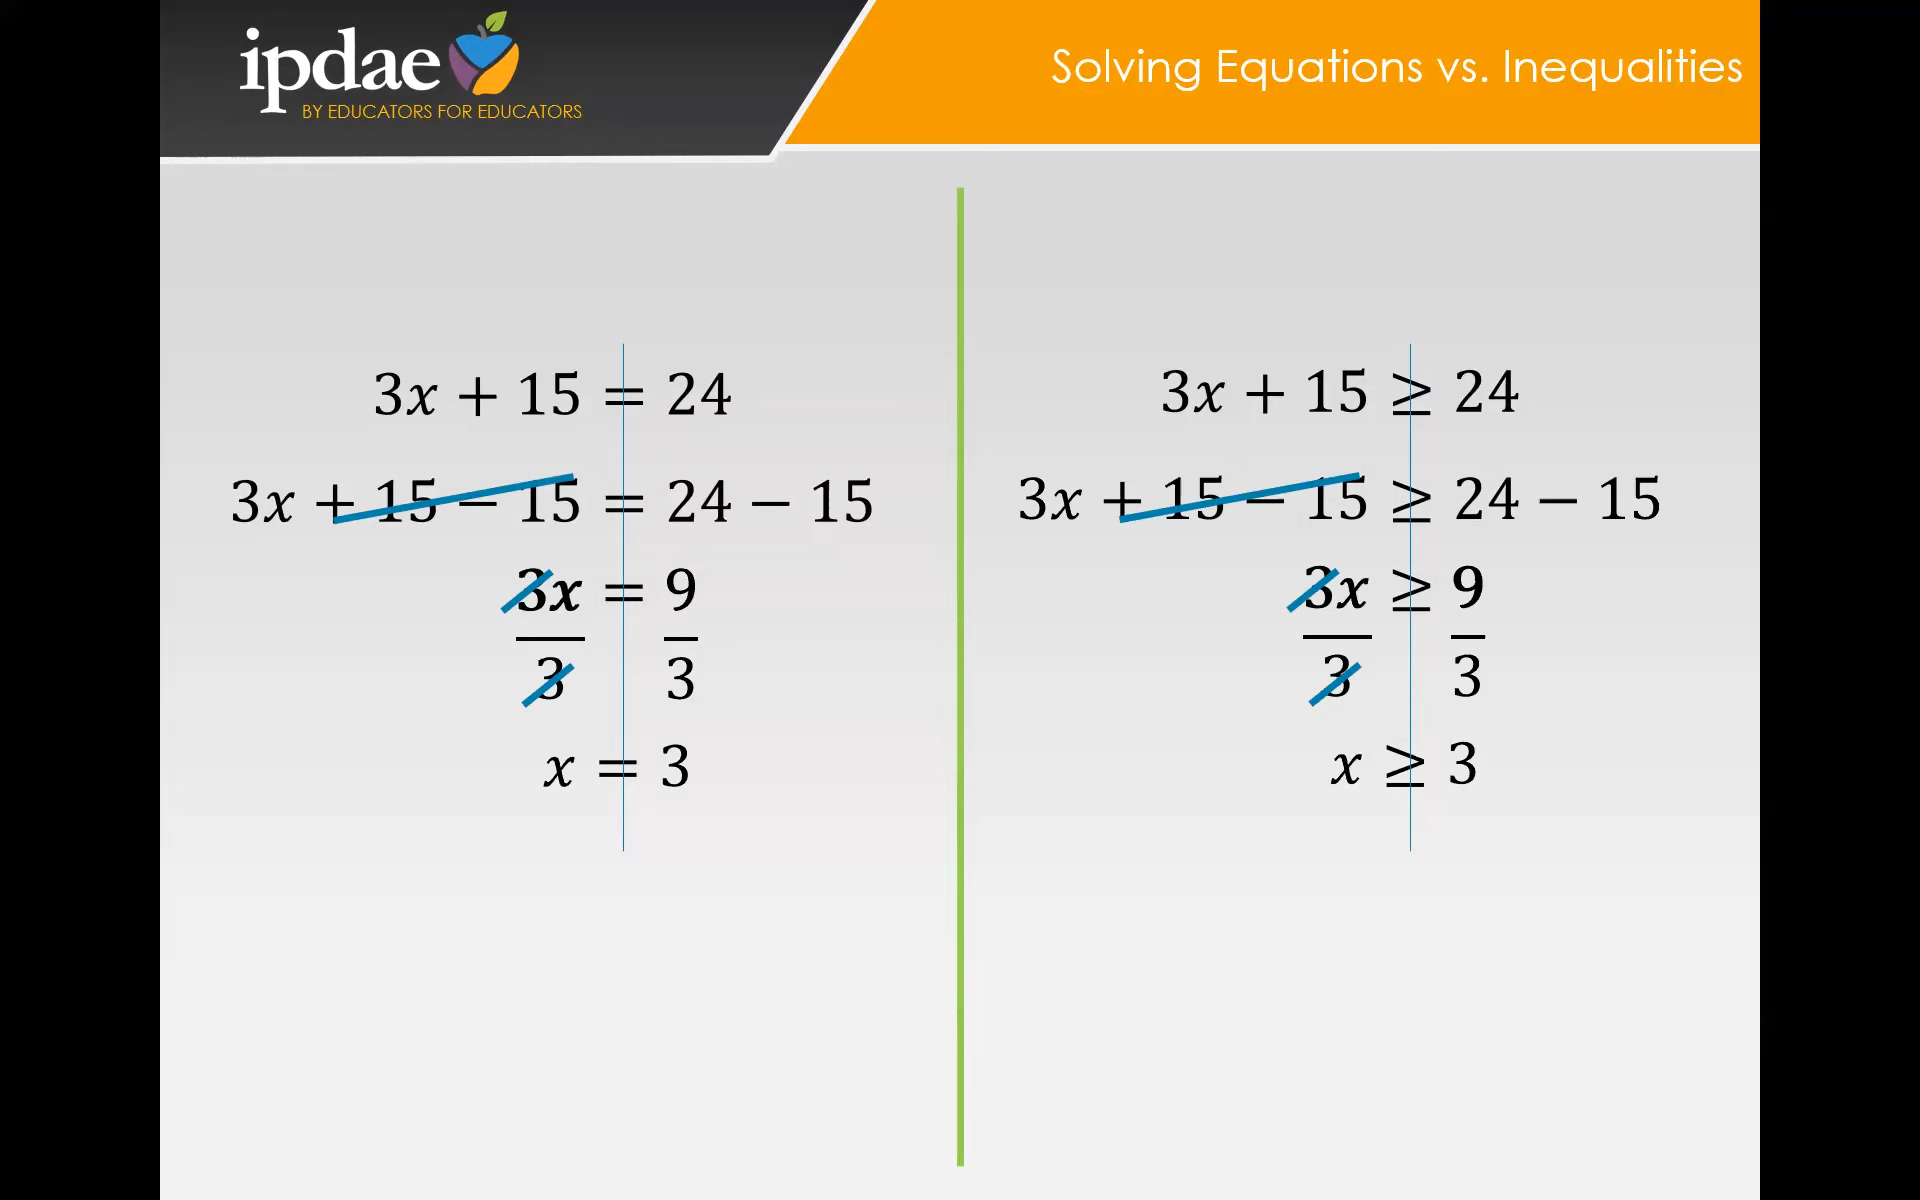 ipdae
BY EDUCATORS FOR EDUCATORS
Solving Equations vs. Inequalities
3x + 15 = 24
3x + 15 − 15 = 24 − 15
3x = 9
3 3
x = 3
3x + 15 ≥ 24
3x + 15 − 15 ≥ 24 − 15
3x ≥ 9
3 3
x ≥ 3